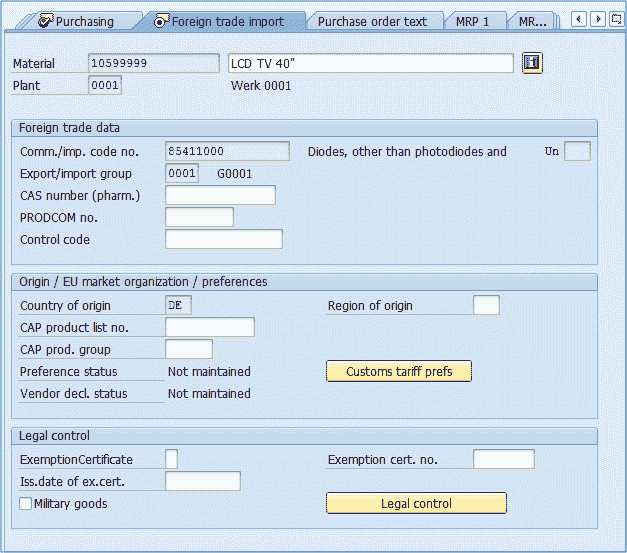 Purchasing Foreign trade import Purchase order text MRP 1 MR...
Material 10599999 LCD TV 40"
Plant 0001 Werk 0001
Foreign trade data
Comm./imp. code no. 85411000 Diodes, other than photodiodes and Un
Export/import group 0001 G0001
CAS number (pharm.)
PRODCOM no.
Control code
Origin / EU market organization / preferences
Country of origin DE Region of origin
CAP product list no.
CAP prod. group
Preference status Not maintained Customs tariff prefs
Vendor decl. status Not maintained
Legal control
ExemptionCertificate Exemption cert. no.
Iss.date of ex.cert.
Military goods Legal control